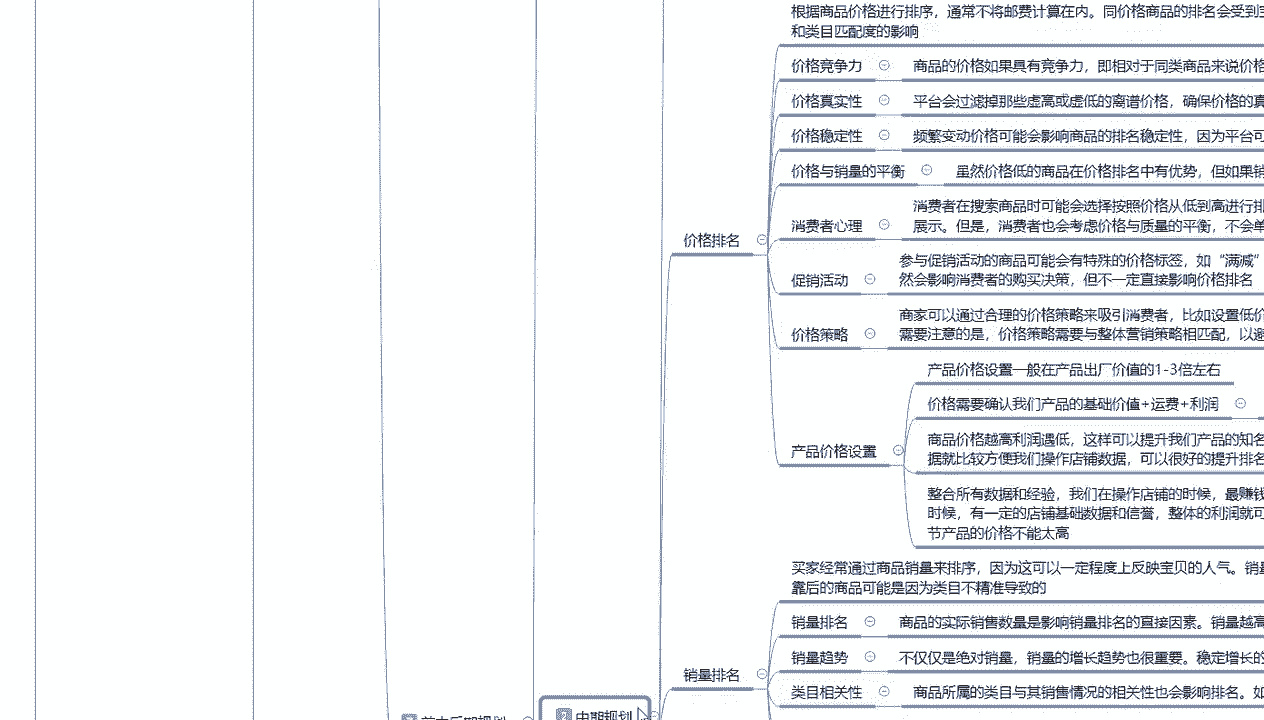 根据商品价格进行排序，通常不将邮费计算在内。同价格商品的排名会受到
和类目匹配度的影响
价格竞争力 商品的价格如果具有竞争力，即相对于同类商品来说价格
价格真实性 平台会过滤掉那些虚高或虚低的离谱价格，确保价格的真
价格稳定性 频繁变动价格可能会影响商品的排名稳定性，因为平台可
价格与销量的平衡 虽然价格低的商品在价格排名中有优势，但如果销
消费者在搜索商品时可能会选择按照价格从低到高进行排
消费者心理 展示。但是，消费者也会考虑价格与质量的平衡，不会单
价格排名
参与促销活动的商品可能会有特殊的价格标签，如“满减”
促销活动 然会影响消费者的购买决策，但不一定直接影响价格排名
商家可以通过合理的价格策略来吸引消费者，比如设置低价
价格策略 需要注意的是，价格策略需要与整体营销策略相匹配，以避
产品价格设置一般在产品出厂价值的1-3倍左右
价格需要确认我们产品的基础价值+运费+利润
商品价格越高利润遇低，这样可以提升我们产品的知名
产品价格设置 据就比较方便我们操作店铺数据，可以很好的提升排名
整合所有数据和经验，我们在操作店铺的时候，最赚钱
时候，有一定的店铺基础数据和信誉，整体的利润就可
节产品的价格不能太高
买家经常通过商品销量来排序，因为这可以一定程度上反映宝贝的人气。销量
靠后的商品可能是因为类目不精准导致的
销量排名 商品的实际销售数量是影响销量排名的直接因素。销量越高
销量趋势 不仅仅是绝对销量，销量的增长趋势也很重要。稳定增长的
销量排名
类目相关性 商品所属的类目与其销售情况的相关性也会影响排名。如
前中后期规划 2 中期规划